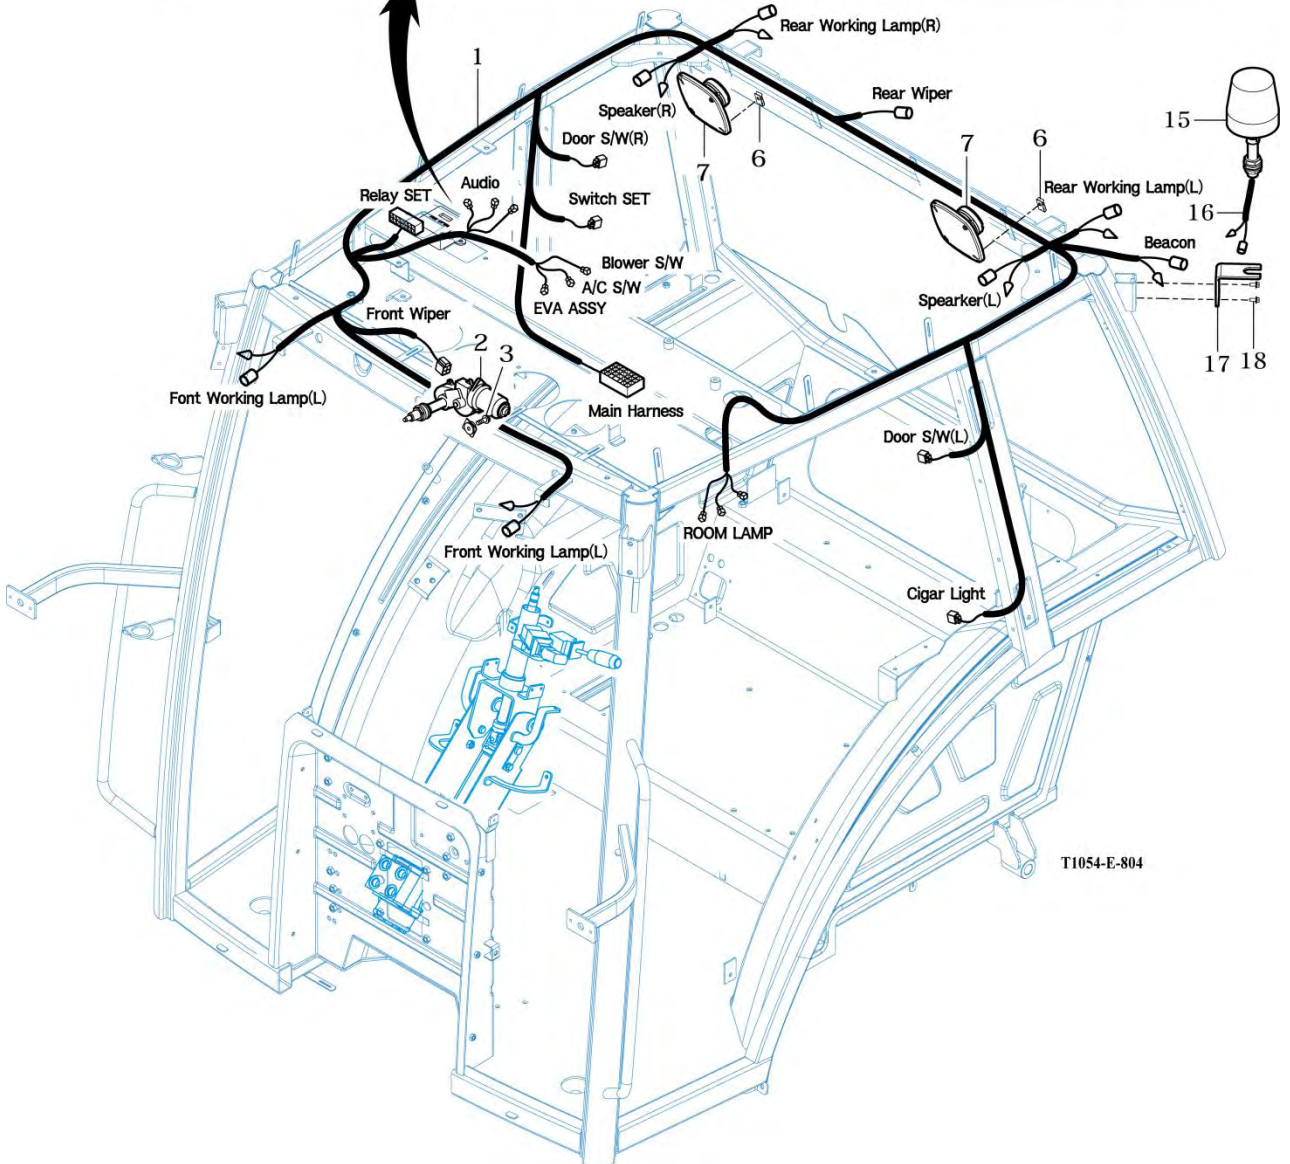 Rear Working Lamp(R)
1
Rear Wiper
Speaker(R)
15
Door S/W(R)
6
7
7
6
Audio
Relay SET
Rear Working Lamp(L)
Switch SET
16
Beacon
Blower S/W
A/C S/W
EVA ASSY
Spearker(L)
Front Wiper
2
3
17
18
Font Working Lamp(L)
Main Harness
Door S/W(L)
ROOM LAMP
Front Working Lamp(L)
Cigar Light
T1054-E-804